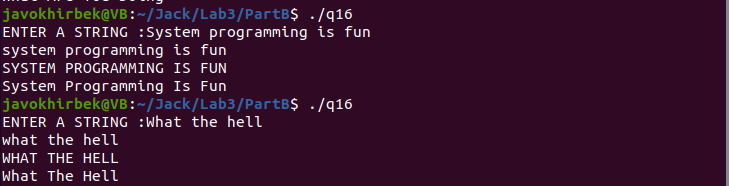 javokhirbek@VB:~/Jack/Lab3/PartB$ ./q16
ENTER A STRING :System programming is fun
system programming is fun
SYSTEM PROGRAMMING IS FUN
System Programming Is Fun
javokhirbek@VB:~/Jack/Lab3/PartB$ ./q16
ENTER A STRING :What the hell
what the hell
WHAT THE HELL
What The Hell